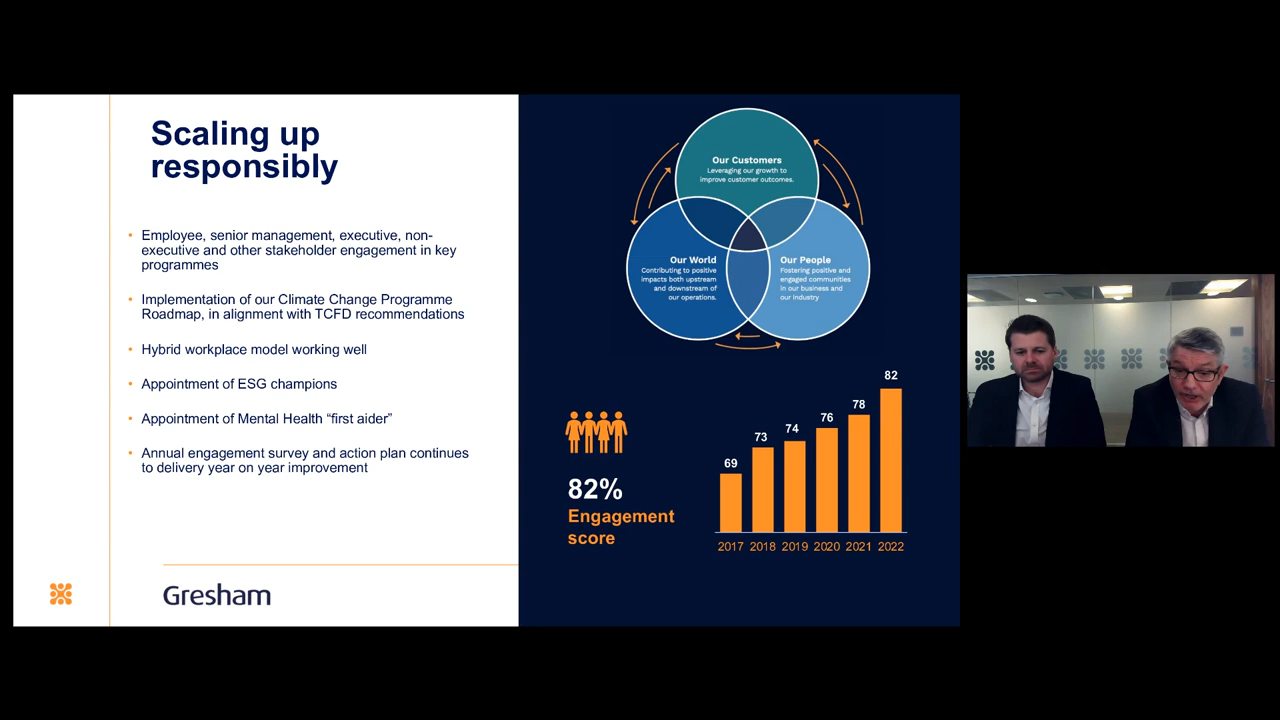 Scaling up
responsibly
• Employee, senior management, executive, non-
executive and other stakeholder engagement in key
programmes
• Implementation of our Climate Change Programme
Roadmap, in alignment with TCFD recommendations
• Hybrid workplace model working well
• Appointment of ESG champions
• Appointment of Mental Health “first aider”
• Annual engagement survey and action plan continues
to delivery year on year improvement
Gresham
Our Customers
Leveraging our growth to
improve customer outcomes.
Our World
Contributing to positive
impacts both upstream
and downstream of
our operations.
Our People
Fostering positive and
engaged communities
in our business and
our industry
82%
Engagement
score
69
73
74
76
78
82
2017 2018 2019 2020 2021 2022